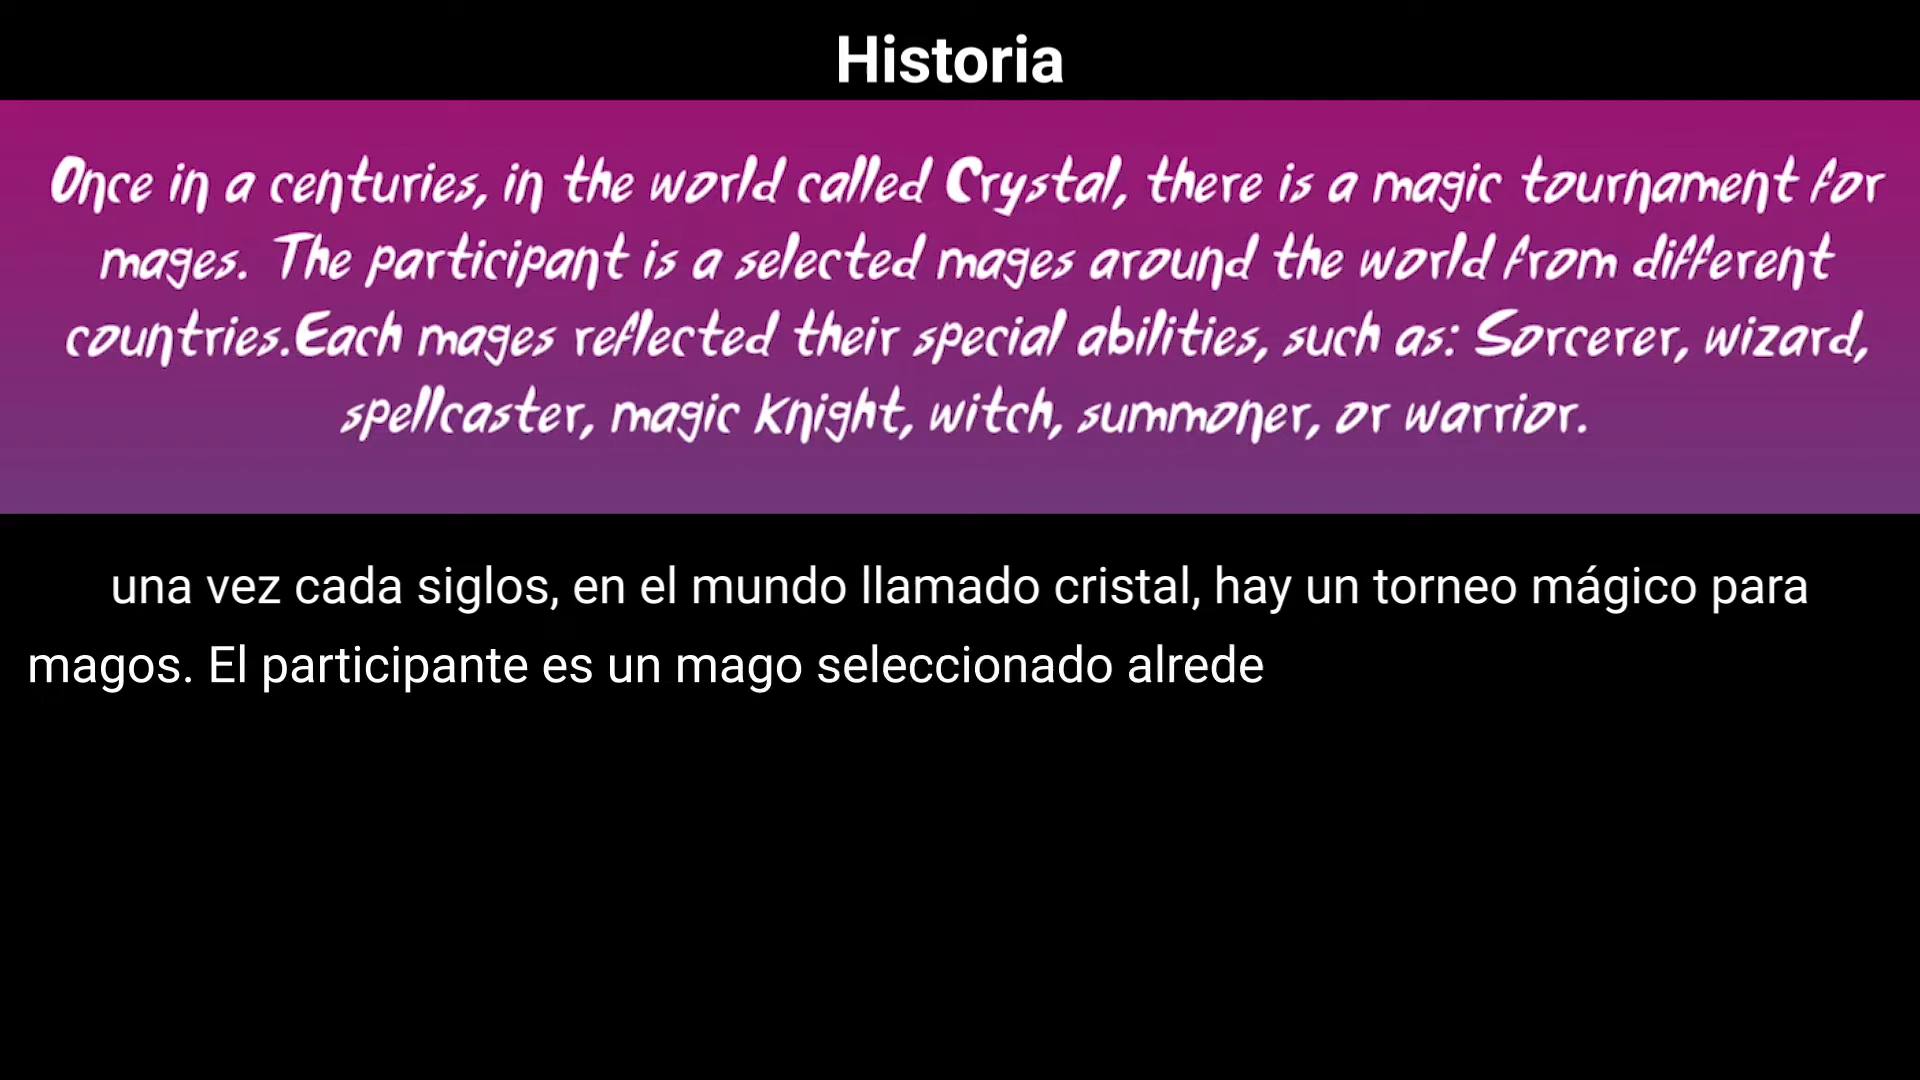 Historia
Once in a centuries, in the world called Crystal, there is a magic tournament for
mages. The participant is a selected mages around the world from different
countries.Each mages reflected their special abilities, such as: Sorcerer, wizard,
spellcaster, magic knight, witch, summoner, or warrior.
una vez cada siglos, en el mundo llamado cristal, hay un torneo mágico para
magos. El participante es un mago seleccionado alrede